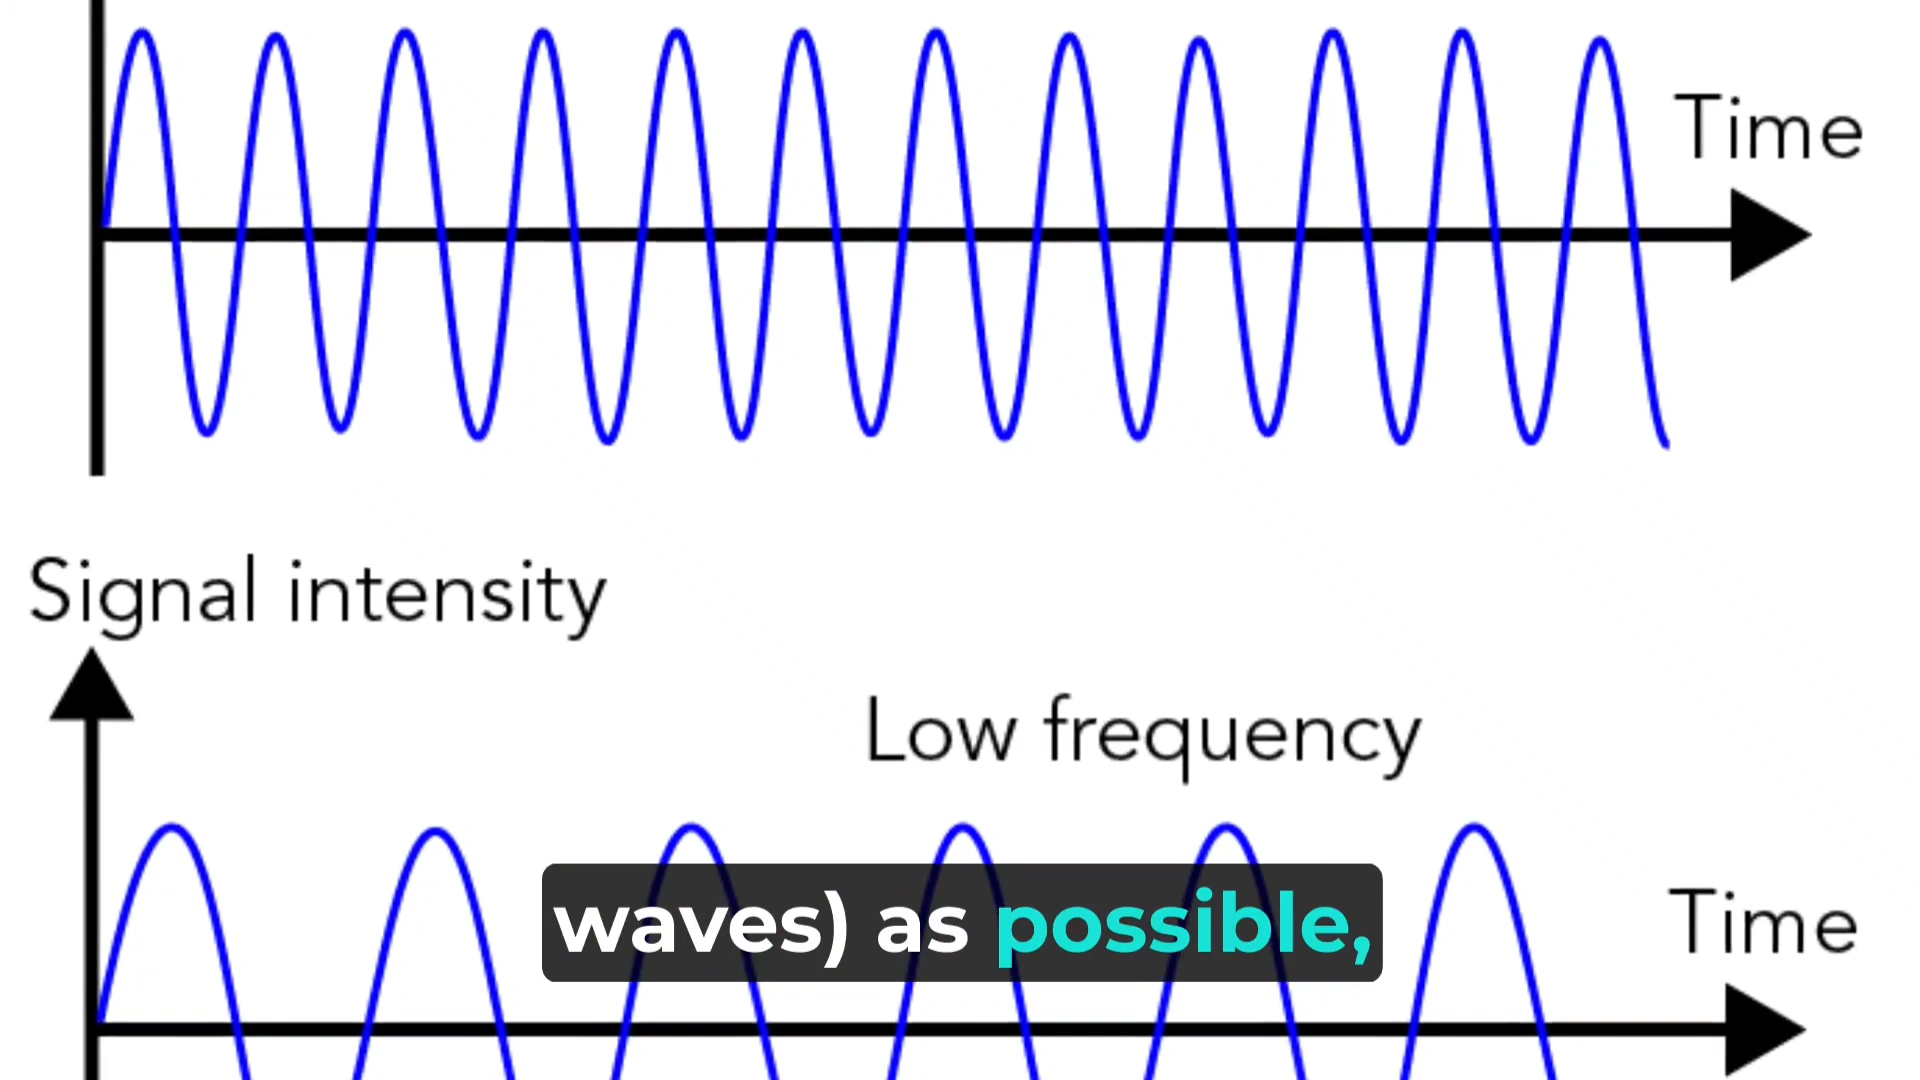 Time
Signal intensity
Low frequency
waves) as possible,
Time